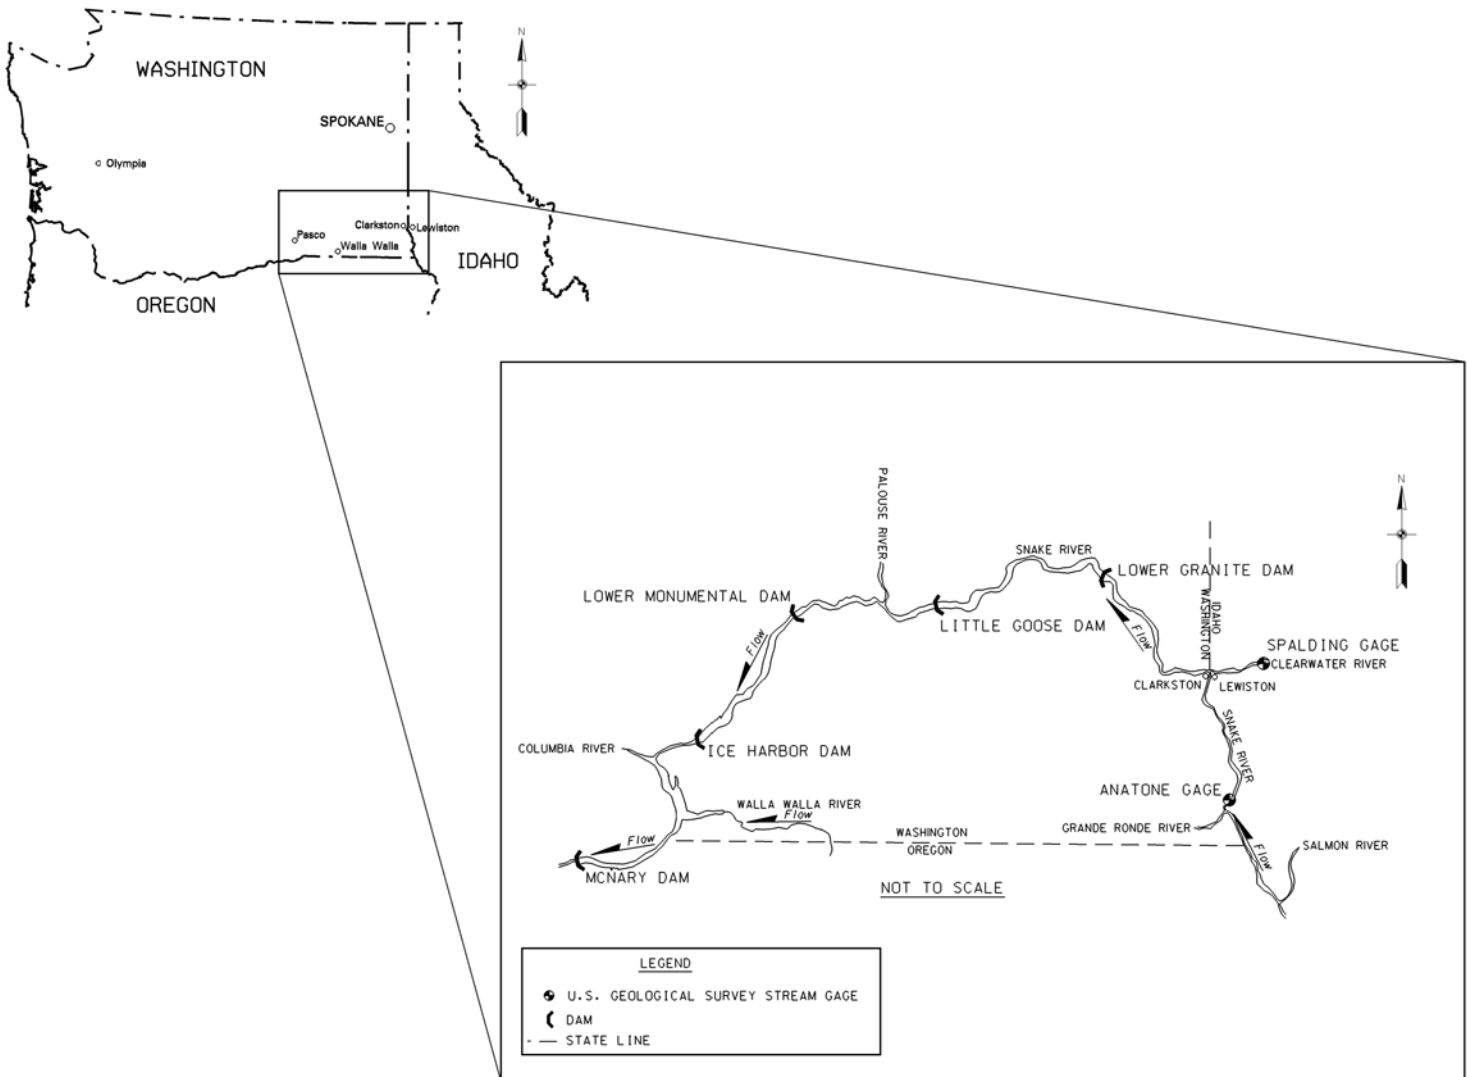 N
WASHINGTON
SPOKANE
Olympia
Clarkston
Lewiston
Pasco
Walla Walla
IDAHO
OREGON
N
PALOUSE RIVER
SNAKE RIVER
LOWER GRANITE DAM
LOWER MONUMENTAL DAM
LITTLE GOOSE DAM
IDAHO
WASHINGTON
Flow
Flow
SPALDING GAGE
CLEARWATER RIVER
CLARKSTON
LEWISTON
SNAKE RIVER
COLUMBIA RIVER
ICE HARBOR DAM
ANATONE GAGE
WALLA WALLA RIVER
Flow
GRANDE RONDE RIVER
WASHINGTON
OREGON
Flow
Flow
SALMON RIVER
MCNARY DAM
NOT TO SCALE
LEGEND
U.S. GEOLOGICAL SURVEY STREAM GAGE
DAM
STATE LINE